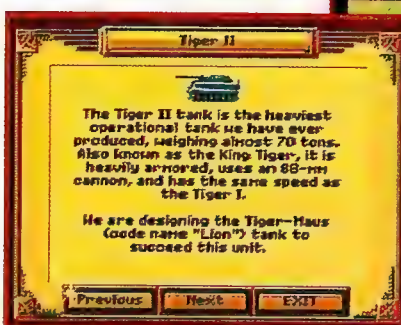 Tiger II
The Tiger II tank is the heaviest
operational tank we have ever
produced, weighing almost 70 tons.
Also known as the King Tiger, it is
heavily armored, uses an 88-mm
cannon, and has the same speed as
the Tiger I.
We are designing the Tiger-Maus
(code name "Lion") tank to
succeed this unit.
Previous Next EXIT